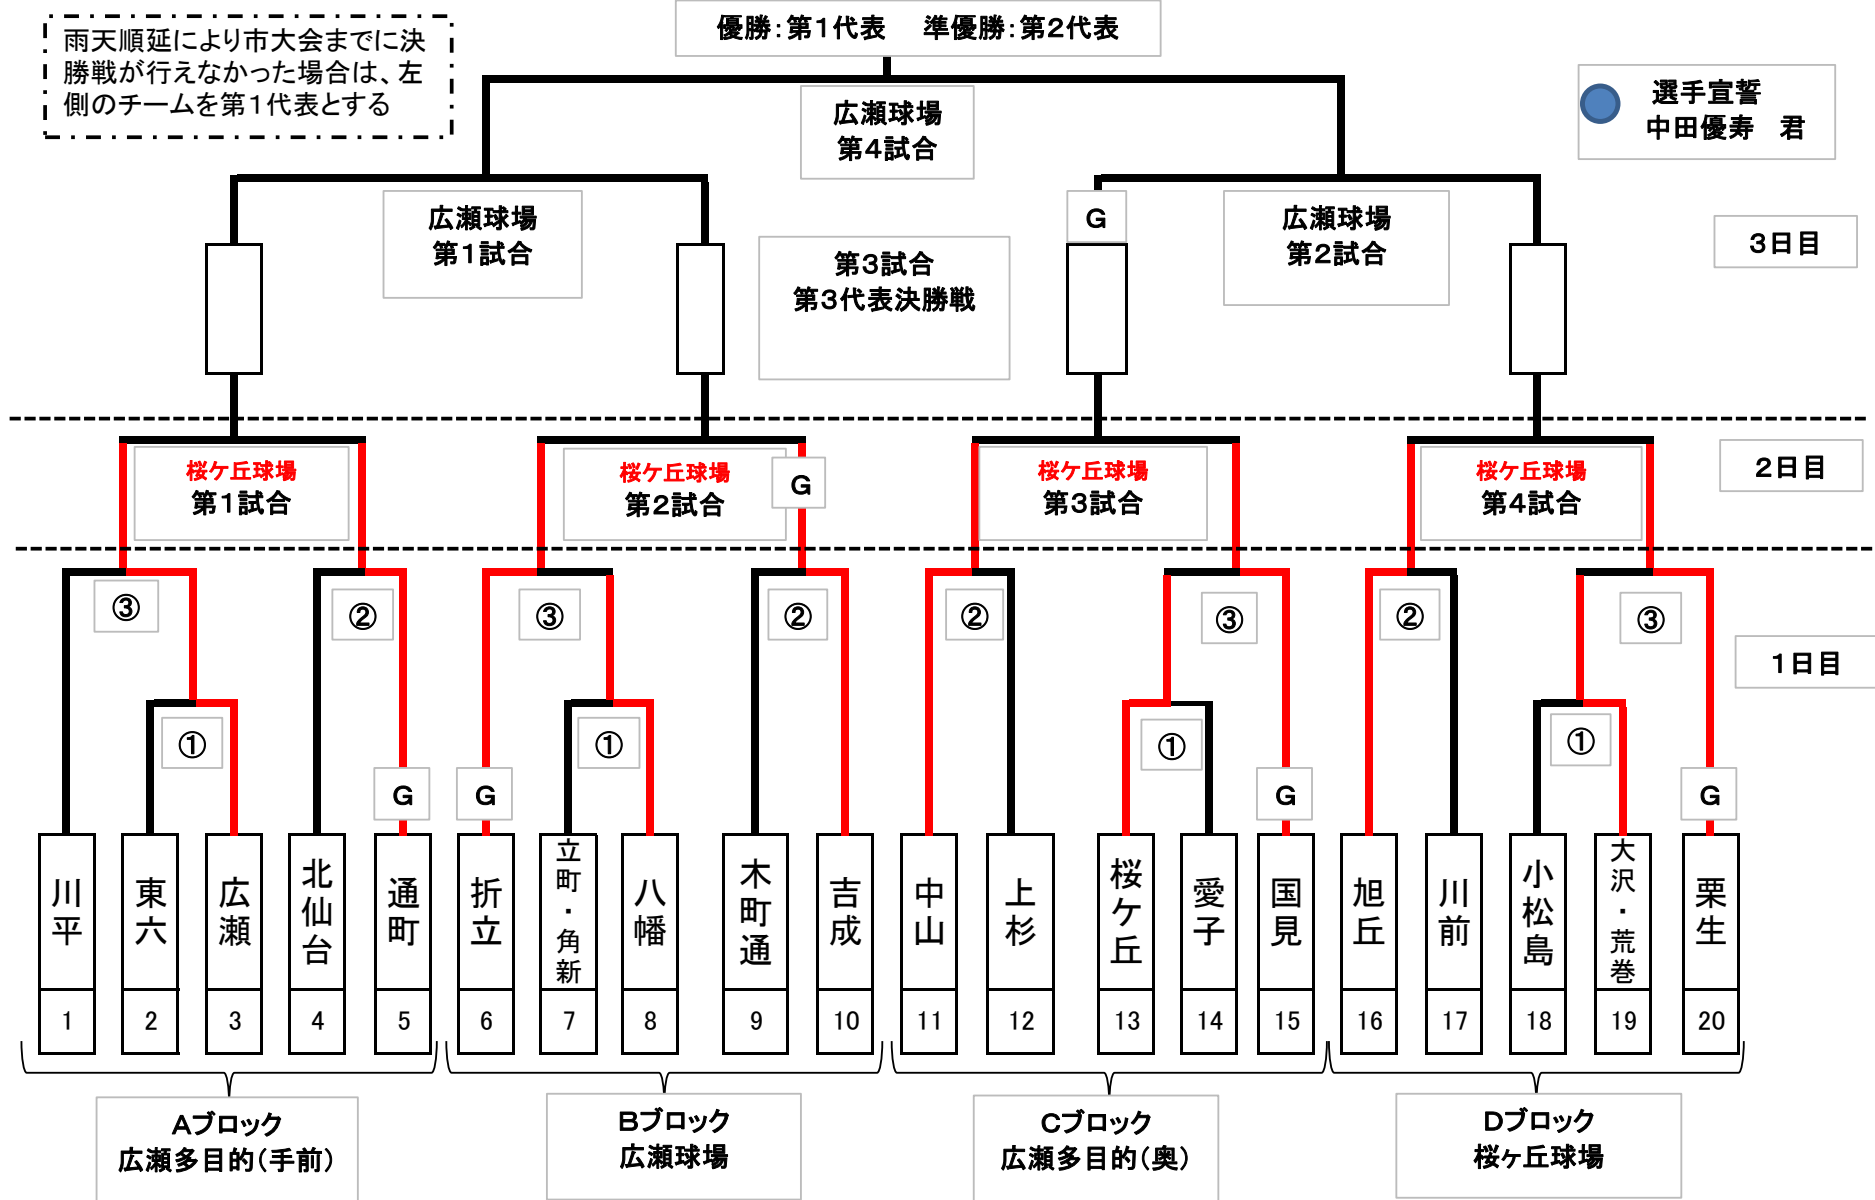 優勝：第１代表　準優勝：第２代表
雨天順延により市大会までに決
勝戦が行えなかった場合は、左
側のチームを第１代表とする
選手宣誓
中田優寿　君
広瀬球場
第４試合
広瀬球場
第１試合
G
広瀬球場
第２試合
３日目
第３試合
第３代表決勝戦
桜ケ丘球場
第１試合
桜ケ丘球場
第２試合
G
桜ケ丘球場
第３試合
桜ケ丘球場
第４試合
２日目
③
②
③
②
②
③
②
③
１日目
①
①
①
①
G
G
G
G
川平
東六
広瀬
北仙台
通町
折立
立町・角新
八幡
木町通
吉成
中山
上杉
桜ケ丘
愛子
国見
旭丘
川前
小松島
大沢・荒巻
栗生
1
2
3
4
5
6
7
8
9
10
11
12
13
14
15
16
17
18
19
20
Aブロック
広瀬多目的（手前）
Bブロック
広瀬球場
Cブロック
広瀬多目的（奥）
Dブロック
桜ヶ丘球場